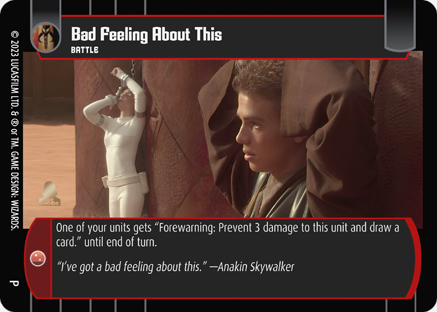 Bad Feeling About This
BATTLE
© 2023 LUCASFILM LTD. & ® or TM. GAME DESIGN: WIZARDS.
One of your units gets “Forewarning: Prevent 3 damage to this unit and draw a
card.” until end of turn.
“I’ve got a bad feeling about this.” —Anakin Skywalker
P